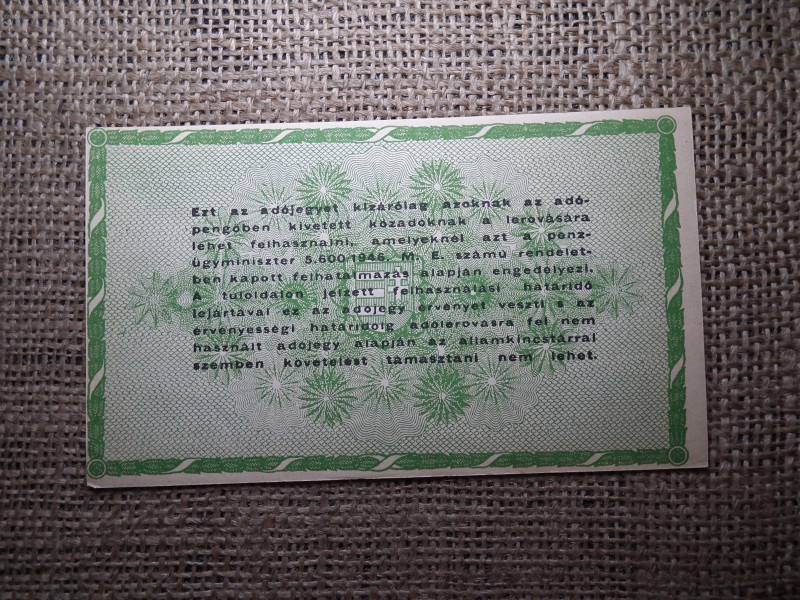 Ezt az adójegyet kizárólag azoknak az adó-
pengőben kivetett közadóknak a lerovására
lehet felhasználni, amelyeknél azt a pénz-
ügyminiszter 5.600/1946. M. E. számú rendelet-
ben kapott felhatalmazás alapján engedélyezi.
A túloldalon jelzett felhasználási határidő
lejártával ez az adójegy érvényét veszti s az
érvényességi határidőig adólerovásra fel nem
használt adójegy alapján az államkincstárral
szemben követelést támasztani nem lehet.